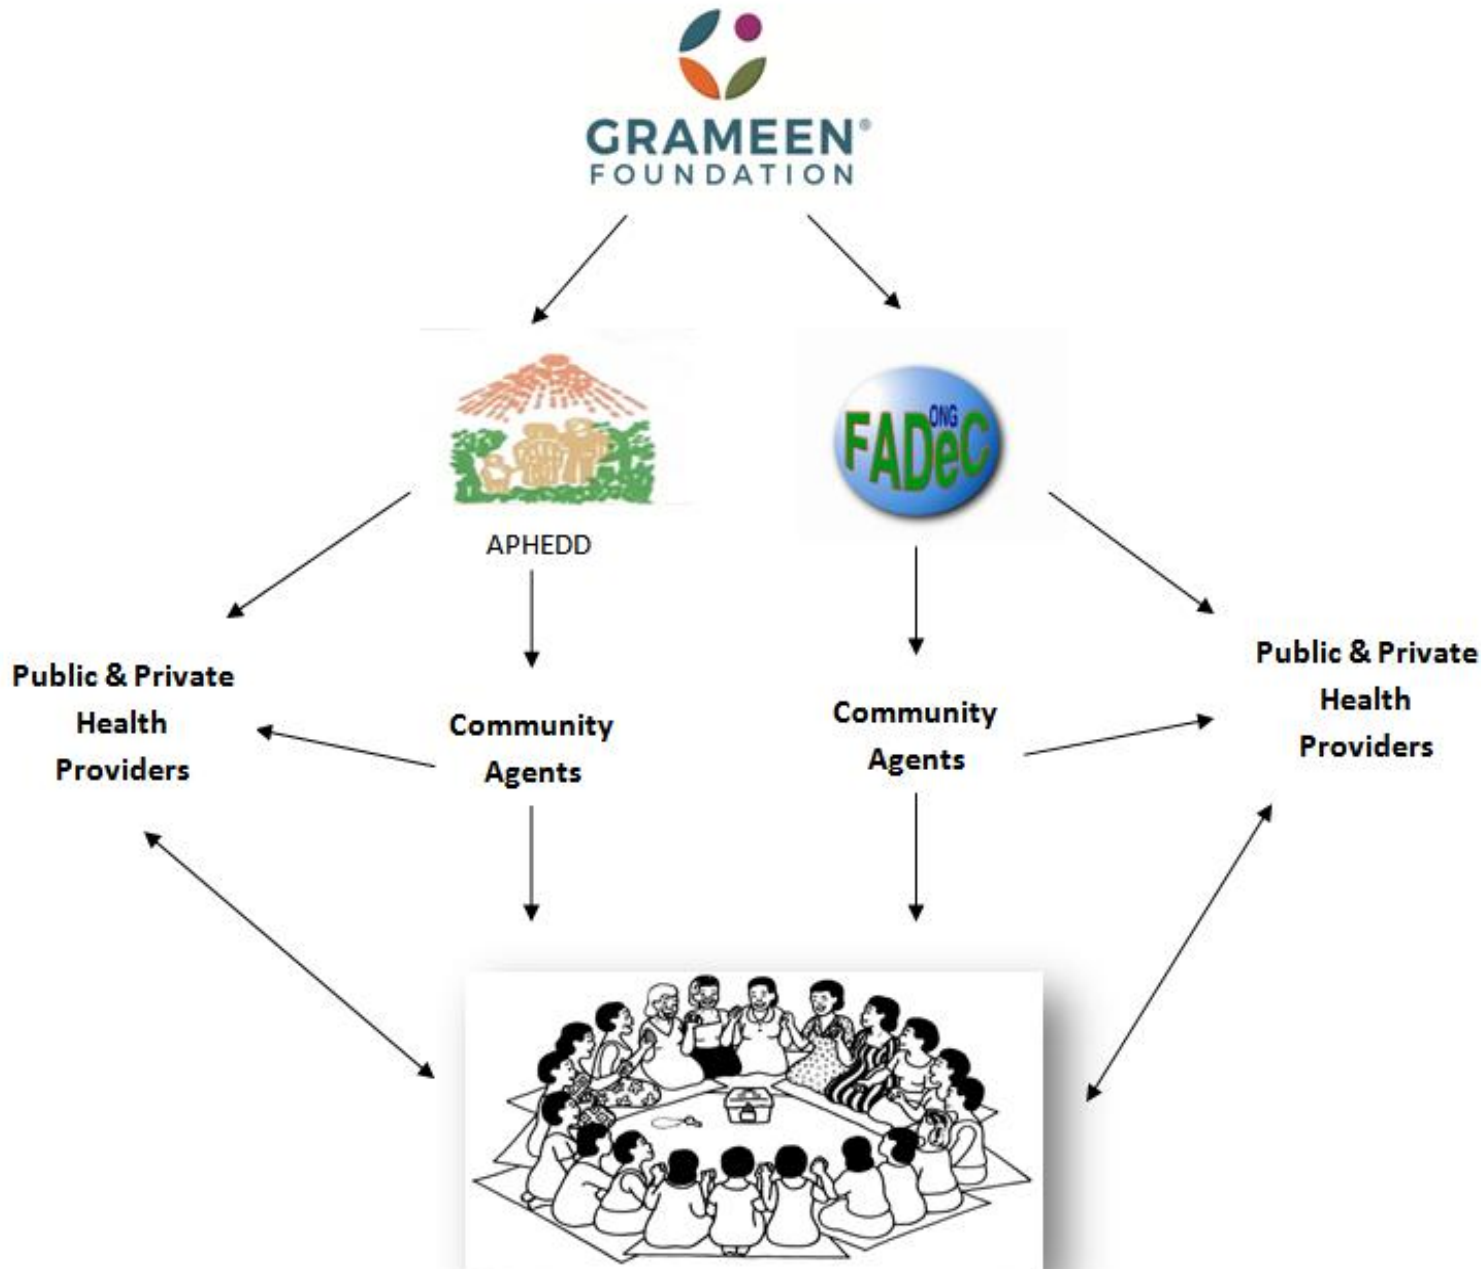 GRAMEEN®
FOUNDATION
ONG
FADeC
APHEDD
Public & Private
Health
Providers
Community
Agents
Community
Agents
Public & Private
Health
Providers